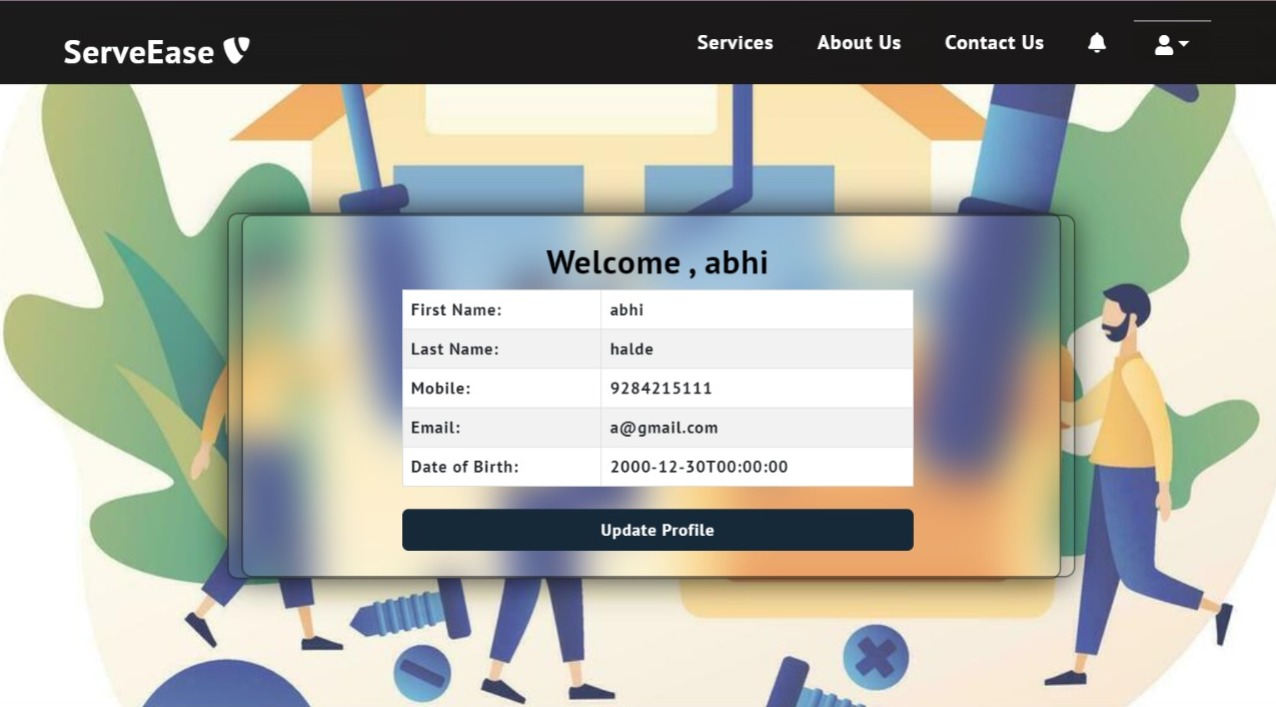 ServeEase
Services About Us Contact Us
Welcome , abhi
First Name: abhi
Last Name: halde
Mobile: 9284215111
Email: a@gmail.com
Date of Birth: 2000-12-30T00:00:00
Update Profile